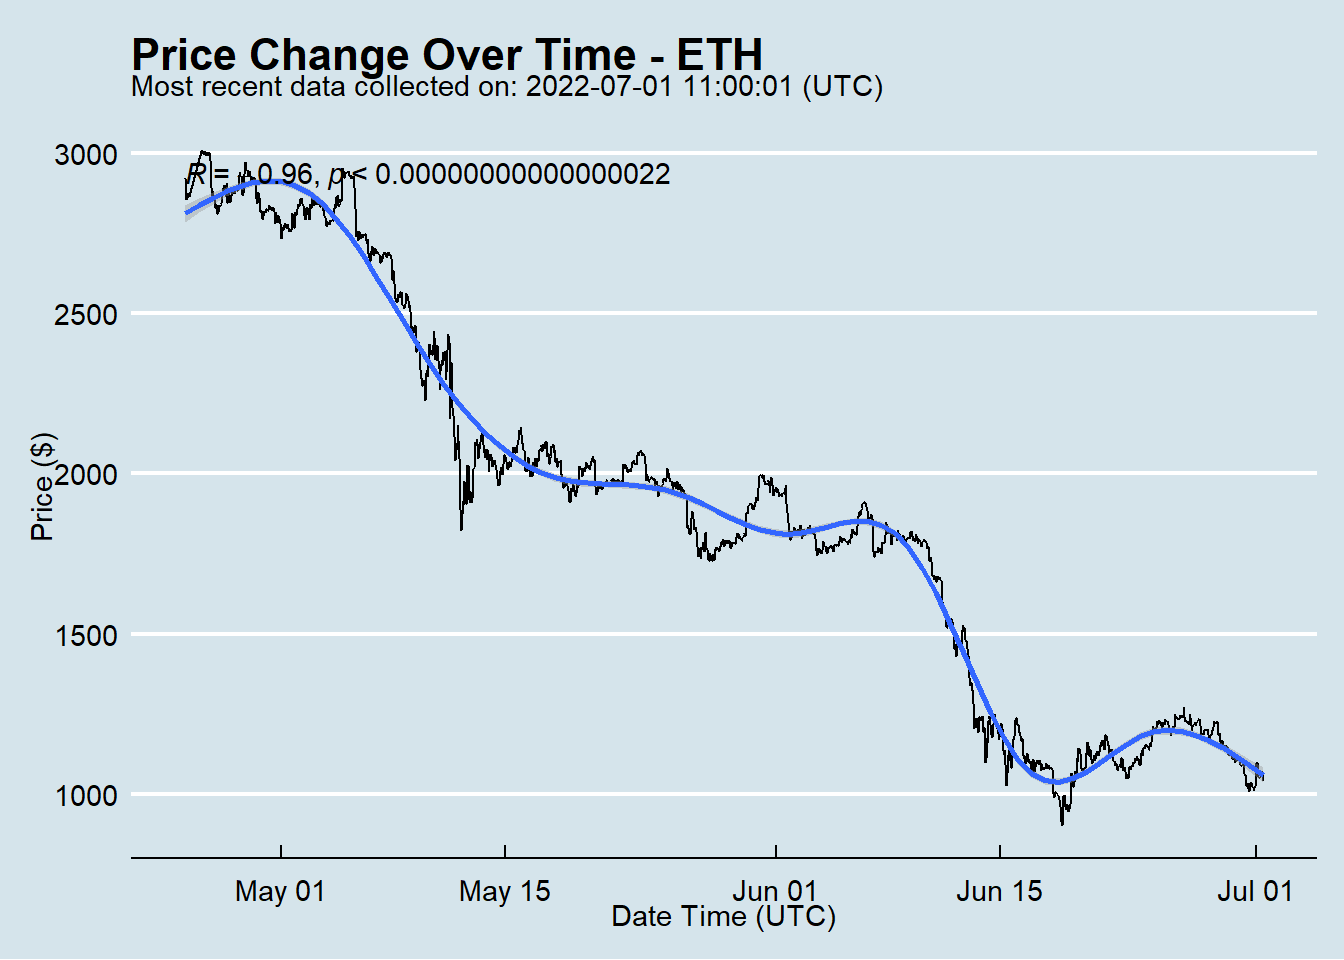 Price Change Over Time - ETH
Most recent data collected on: 2022-07-01 11:00:01 (UTC)
R = -0.96, p < 0.00000000000000022
3000
2500
2000
1500
1000
Price ($)
May 01
May 15
Jun 01
Jun 15
Jul 01
Date Time (UTC)